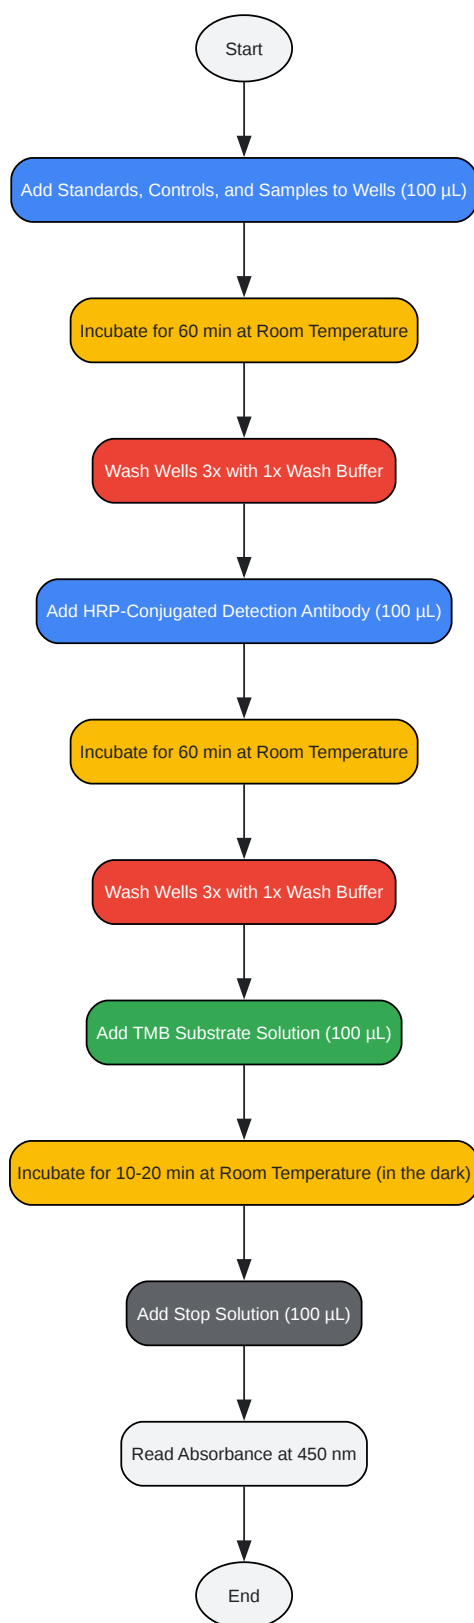 Start
Add Standards, Controls, and Samples to Wells (100 µL)
Incubate for 60 min at Room Temperature
Wash Wells 3x with 1x Wash Buffer
Add HRP-Conjugated Detection Antibody (100 µL)
Incubate for 60 min at Room Temperature
Wash Wells 3x with 1x Wash Buffer
Add TMB Substrate Solution (100 µL)
Incubate for 10-20 min at Room Temperature (in the dark)
Add Stop Solution (100 µL)
Read Absorbance at 450 nm
End